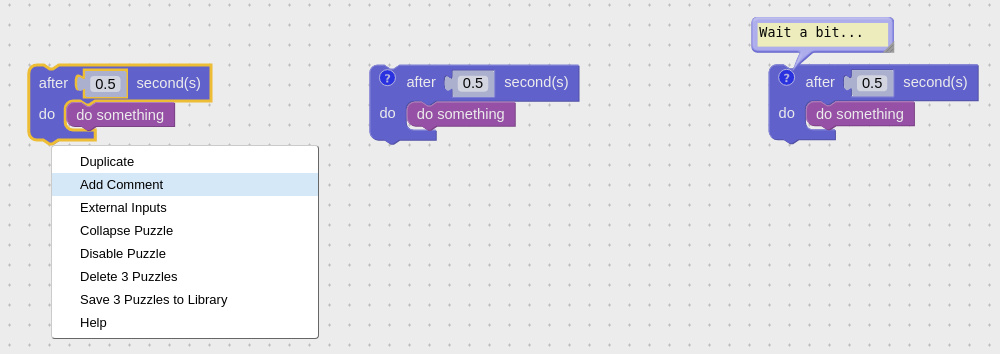 after 0.5 second(s)
do do something
Duplicate
Add Comment
External Inputs
Collapse Puzzle
Disable Puzzle
Delete 3 Puzzles
Save 3 Puzzles to Library
Help
? after 0.5 second(s)
do do something
Wait a bit...
? after 0.5 second(s)
do do something